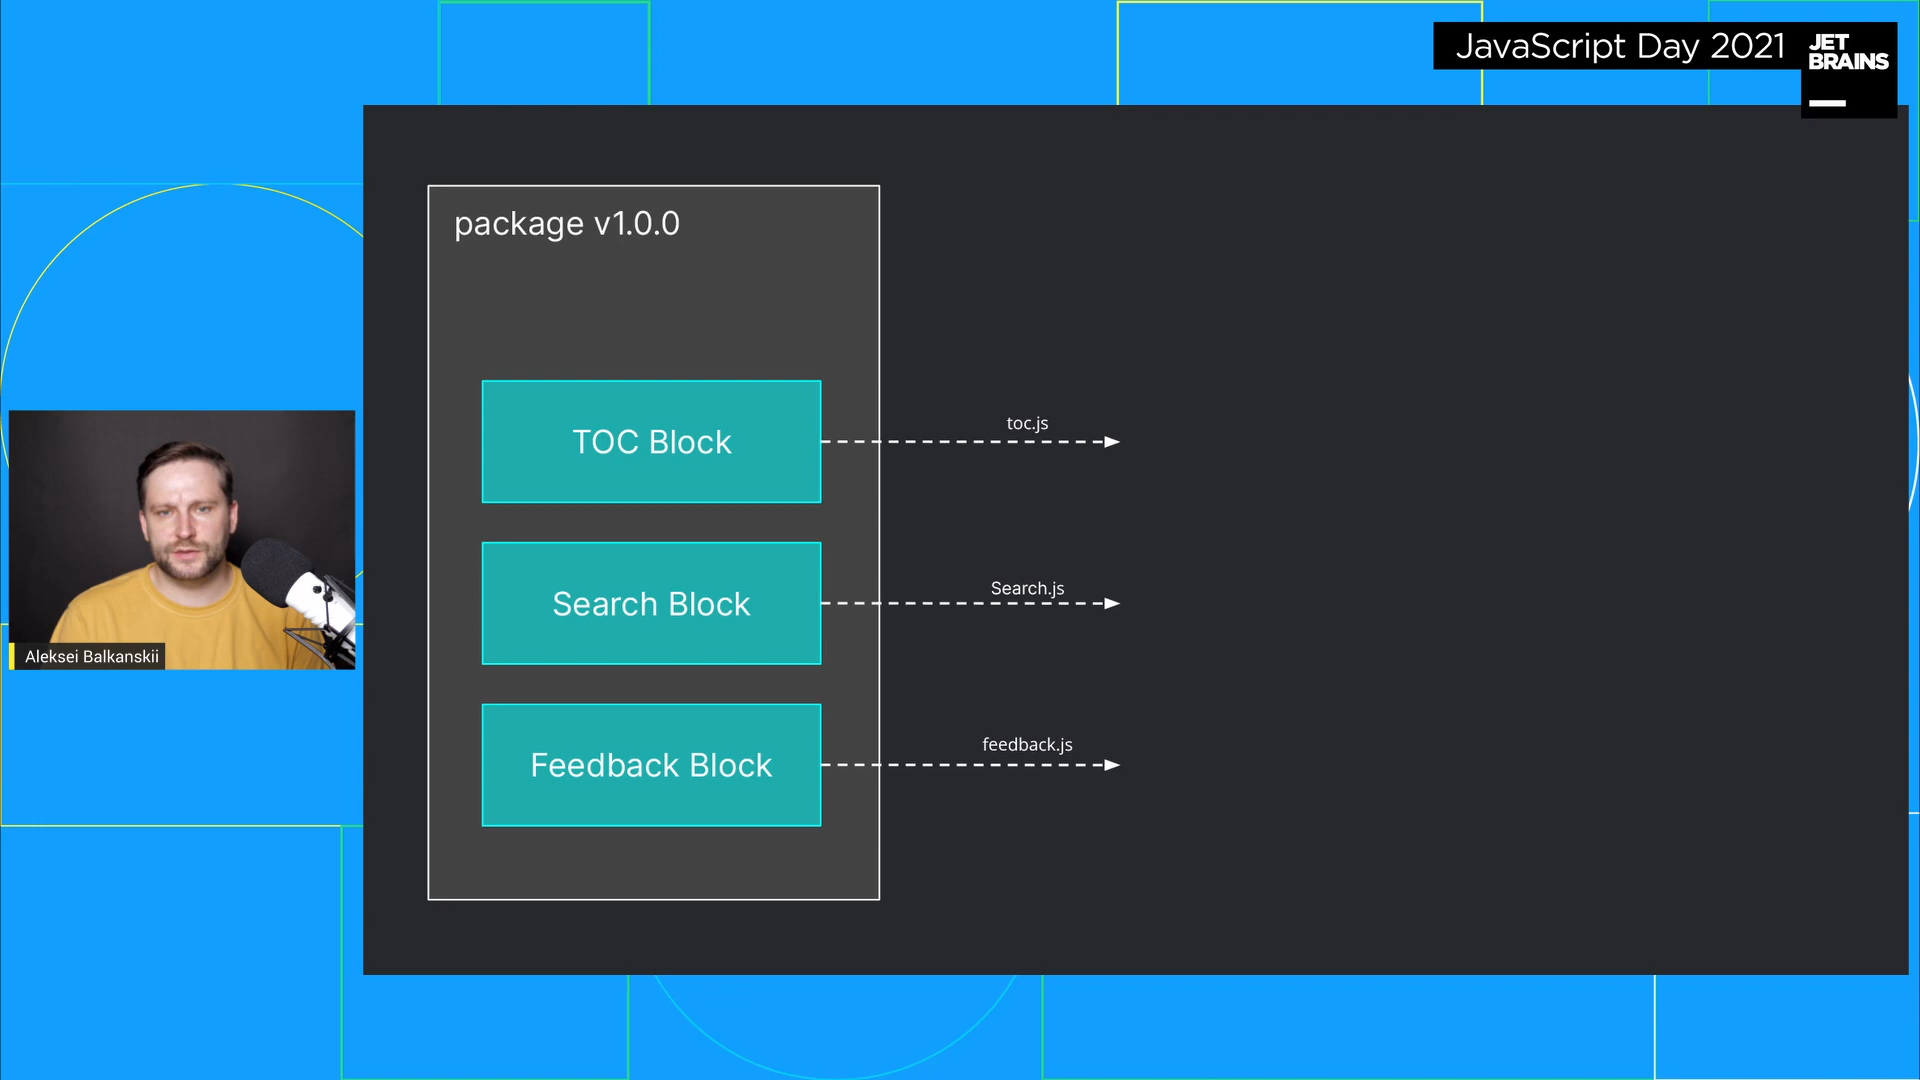 JavaScript Day 2021
JET
BRAINS
package v1.0.0
TOC Block
toc.js
Search Block
Search.js
Feedback Block
feedback.js
Aleksei Balkanskii